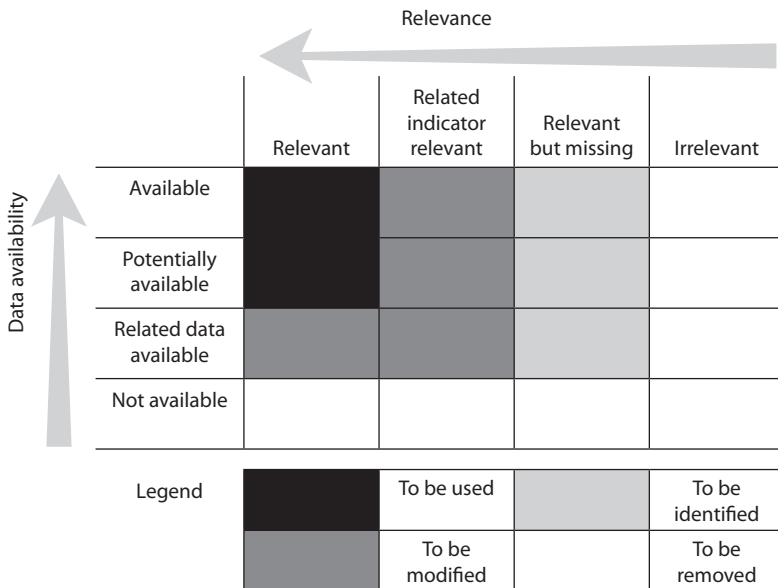 Relevance
Related
indicator
relevant
Relevant
but missing
Relevant
Irrelevant
Data availability
Available
Potentially
available
Related data
available
Not available
Legend
To be used
To be
identified
To be
modified
To be
removed